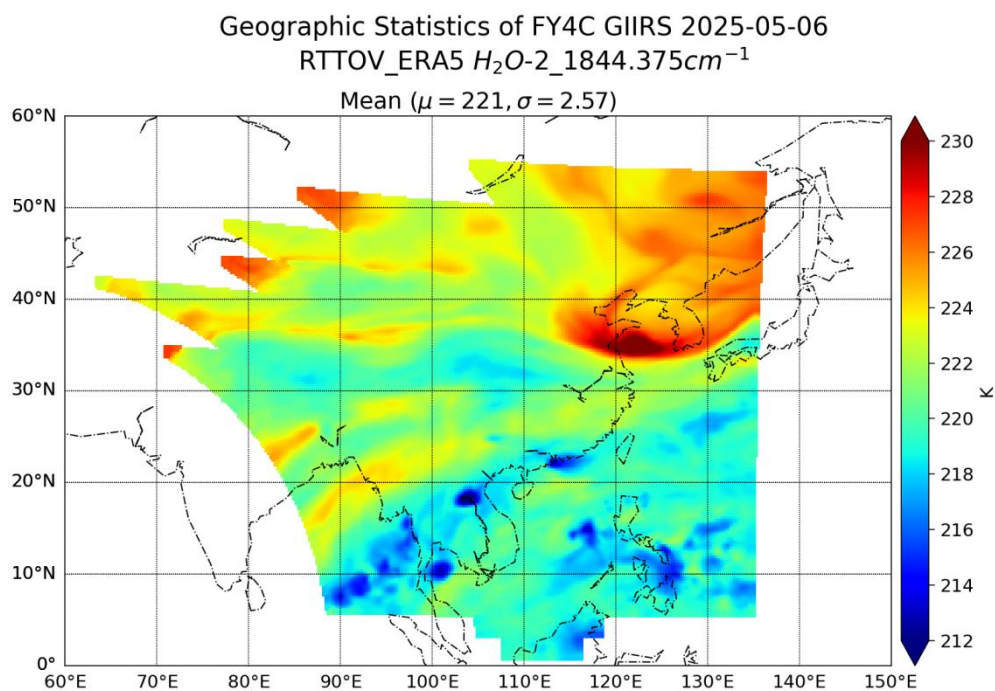 Geographic Statistics of FY4C GIIRS 2025-05-06
RTTOV_ERA5 H₂O-2_1844.375cm⁻¹
Mean (μ = 221, σ = 2.57)
60°N
50°N
40°N
30°N
20°N
10°N
0°
60°E 70°E 80°E 90°E 100°E 110°E 120°E 130°E 140°E 150°E
230
228
226
224
222
220
218
216
214
212
K